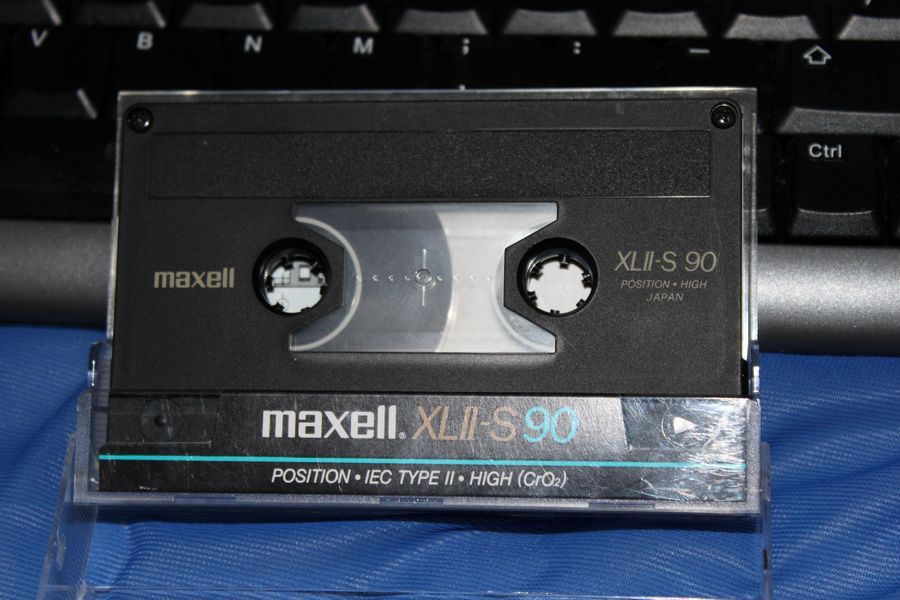 V B N M ; : _
Ctrl
maxell
XLII-S 90
POSITION • HIGH
JAPAN
maxell. XLII-S 90
POSITION • IEC TYPE II • HIGH (CrO₂)